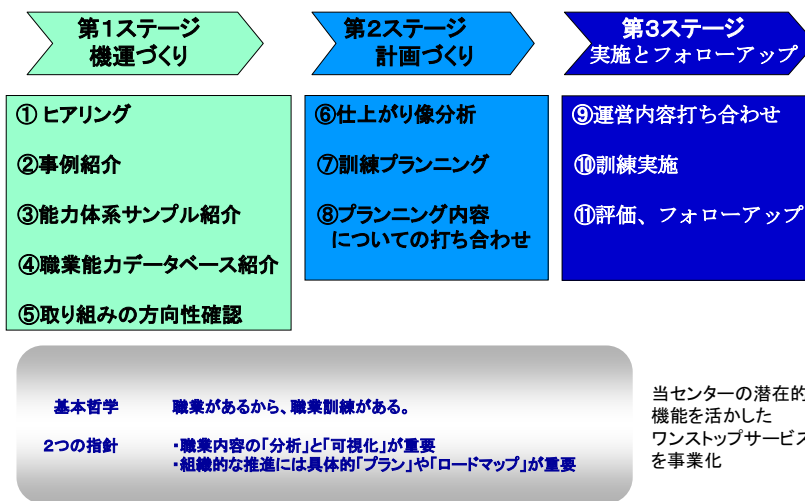 第1ステージ
機運づくり
第2ステージ
計画づくり
第3ステージ
実施とフォローアップ
①ヒアリング
②事例紹介
③能力体系サンプル紹介
④職業能力データベース紹介
⑤取り組みの方向性確認
⑥仕上がり像分析
⑦訓練プランニング
⑧プランニング内容
についての打ち合わせ
⑨運営内容打ち合わせ
⑩訓練実施
⑪評価、フォローアップ
基本哲学 職業があるから、職業訓練がある。
2つの指針 ・職業内容の「分析」と「可視化」が重要
・組織的な推進には具体的「プラン」や「ロードマップ」が重要
当センターの潜在的
機能を活かした
ワンストップサービス
を事業化